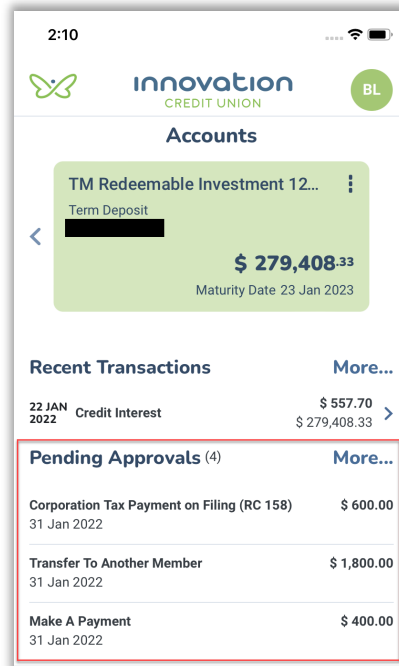 2:10
innovation
CREDIT UNION
BL
Accounts
TM Redeemable Investment 12...
Term Deposit
$ 279,408.33
Maturity Date 23 Jan 2023
Recent Transactions More...
22 JAN 2022 Credit Interest $ 557.70
$ 279,408.33
Pending Approvals (4) More...
Corporation Tax Payment on Filing (RC 158) $ 600.00
31 Jan 2022
Transfer To Another Member $ 1,800.00
31 Jan 2022
Make A Payment $ 400.00
31 Jan 2022